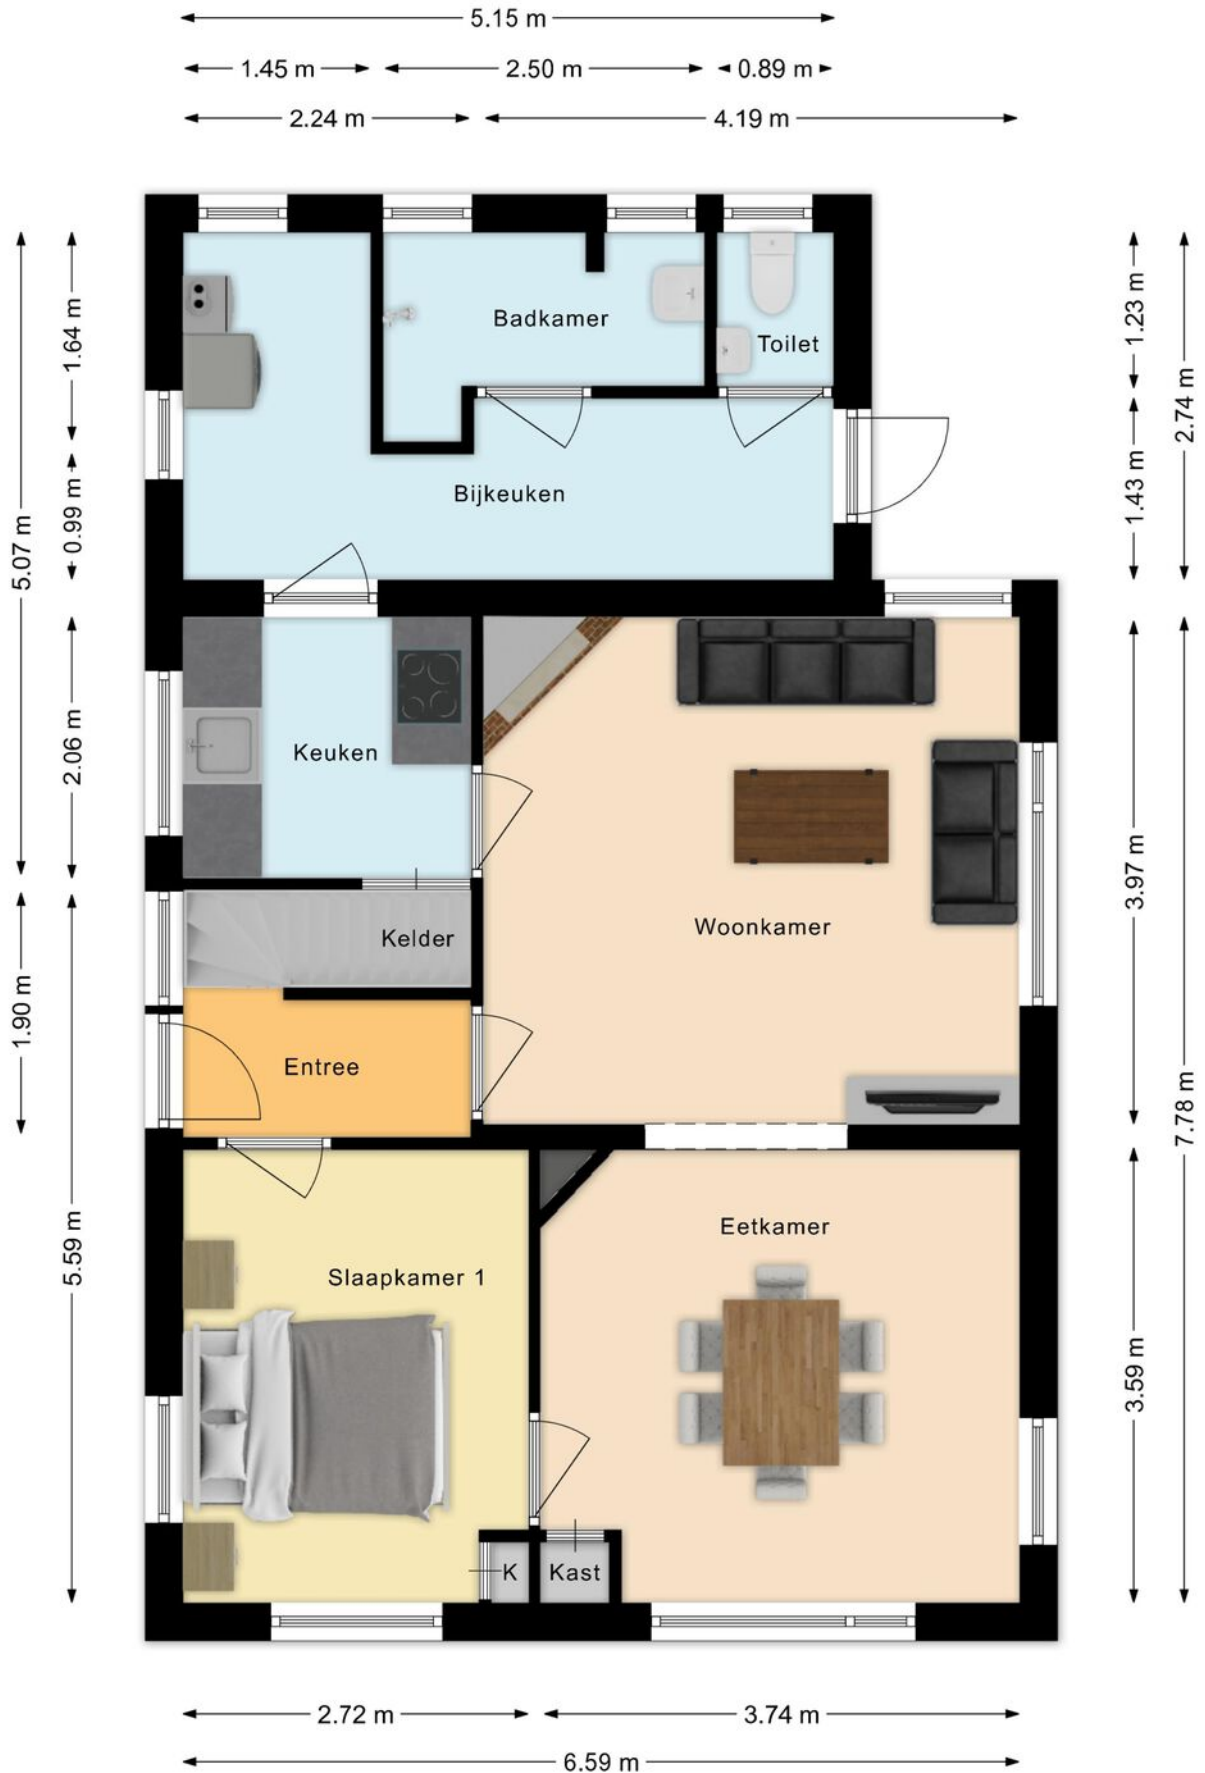 5.15 m
1.45 m
2.50 m
0.89 m
2.24 m
4.19 m
5.07 m
1.64 m
0.99 m
2.06 m
1.90 m
5.59 m
1.23 m
2.74 m
1.43 m
3.97 m
7.78 m
3.59 m
Badkamer
Toilet
Bijkeuken
Keuken
Woonkamer
Kelder
Entree
Eetkamer
Slaapkamer 1
K
Kast
2.72 m
3.74 m
6.59 m